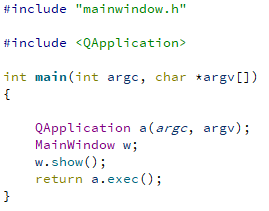 #include "mainwindow.h"
#include <QApplication>
int main(int argc, char *argv[])
{
QApplication a(argc, argv);
MainWindow w;
w.show();
return a.exec();
}